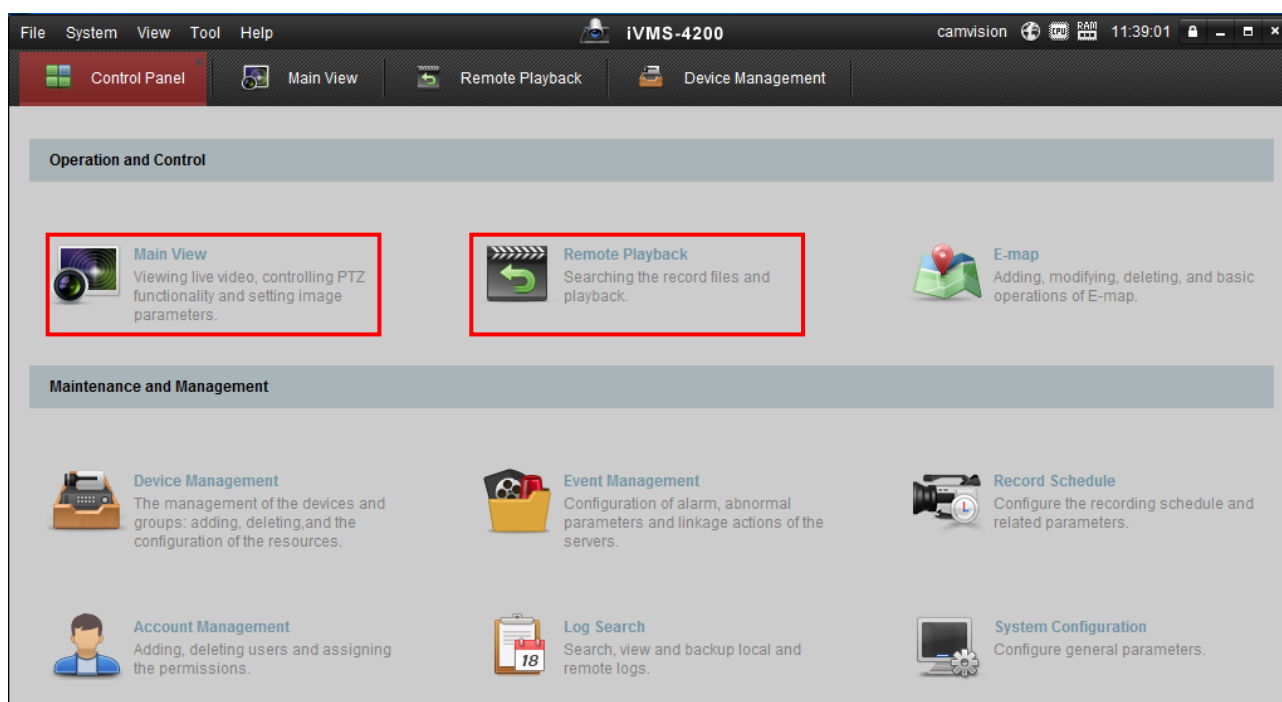 File System View Tool Help iVMS-4200 camvision CPU RAM 11:39:01
Control Panel Main View Remote Playback Device Management
Operation and Control
Main View
Viewing live video, controlling PTZ
functionality and setting image
parameters.
Remote Playback
Searching the record files and
playback.
E-map
Adding, modifying, deleting, and basic
operations of E-map.
Maintenance and Management
Device Management
The management of the devices and
groups: adding, deleting,and the
configuration of the resources.
Event Management
Configuration of alarm, abnormal
parameters and linkage actions of the
servers.
Record Schedule
Configure the recording schedule and
related parameters.
Account Management
Adding, deleting users and assigning
the permissions.
18
Log Search
Search, view and backup local and
remote logs.
System Configuration
Configure general parameters.